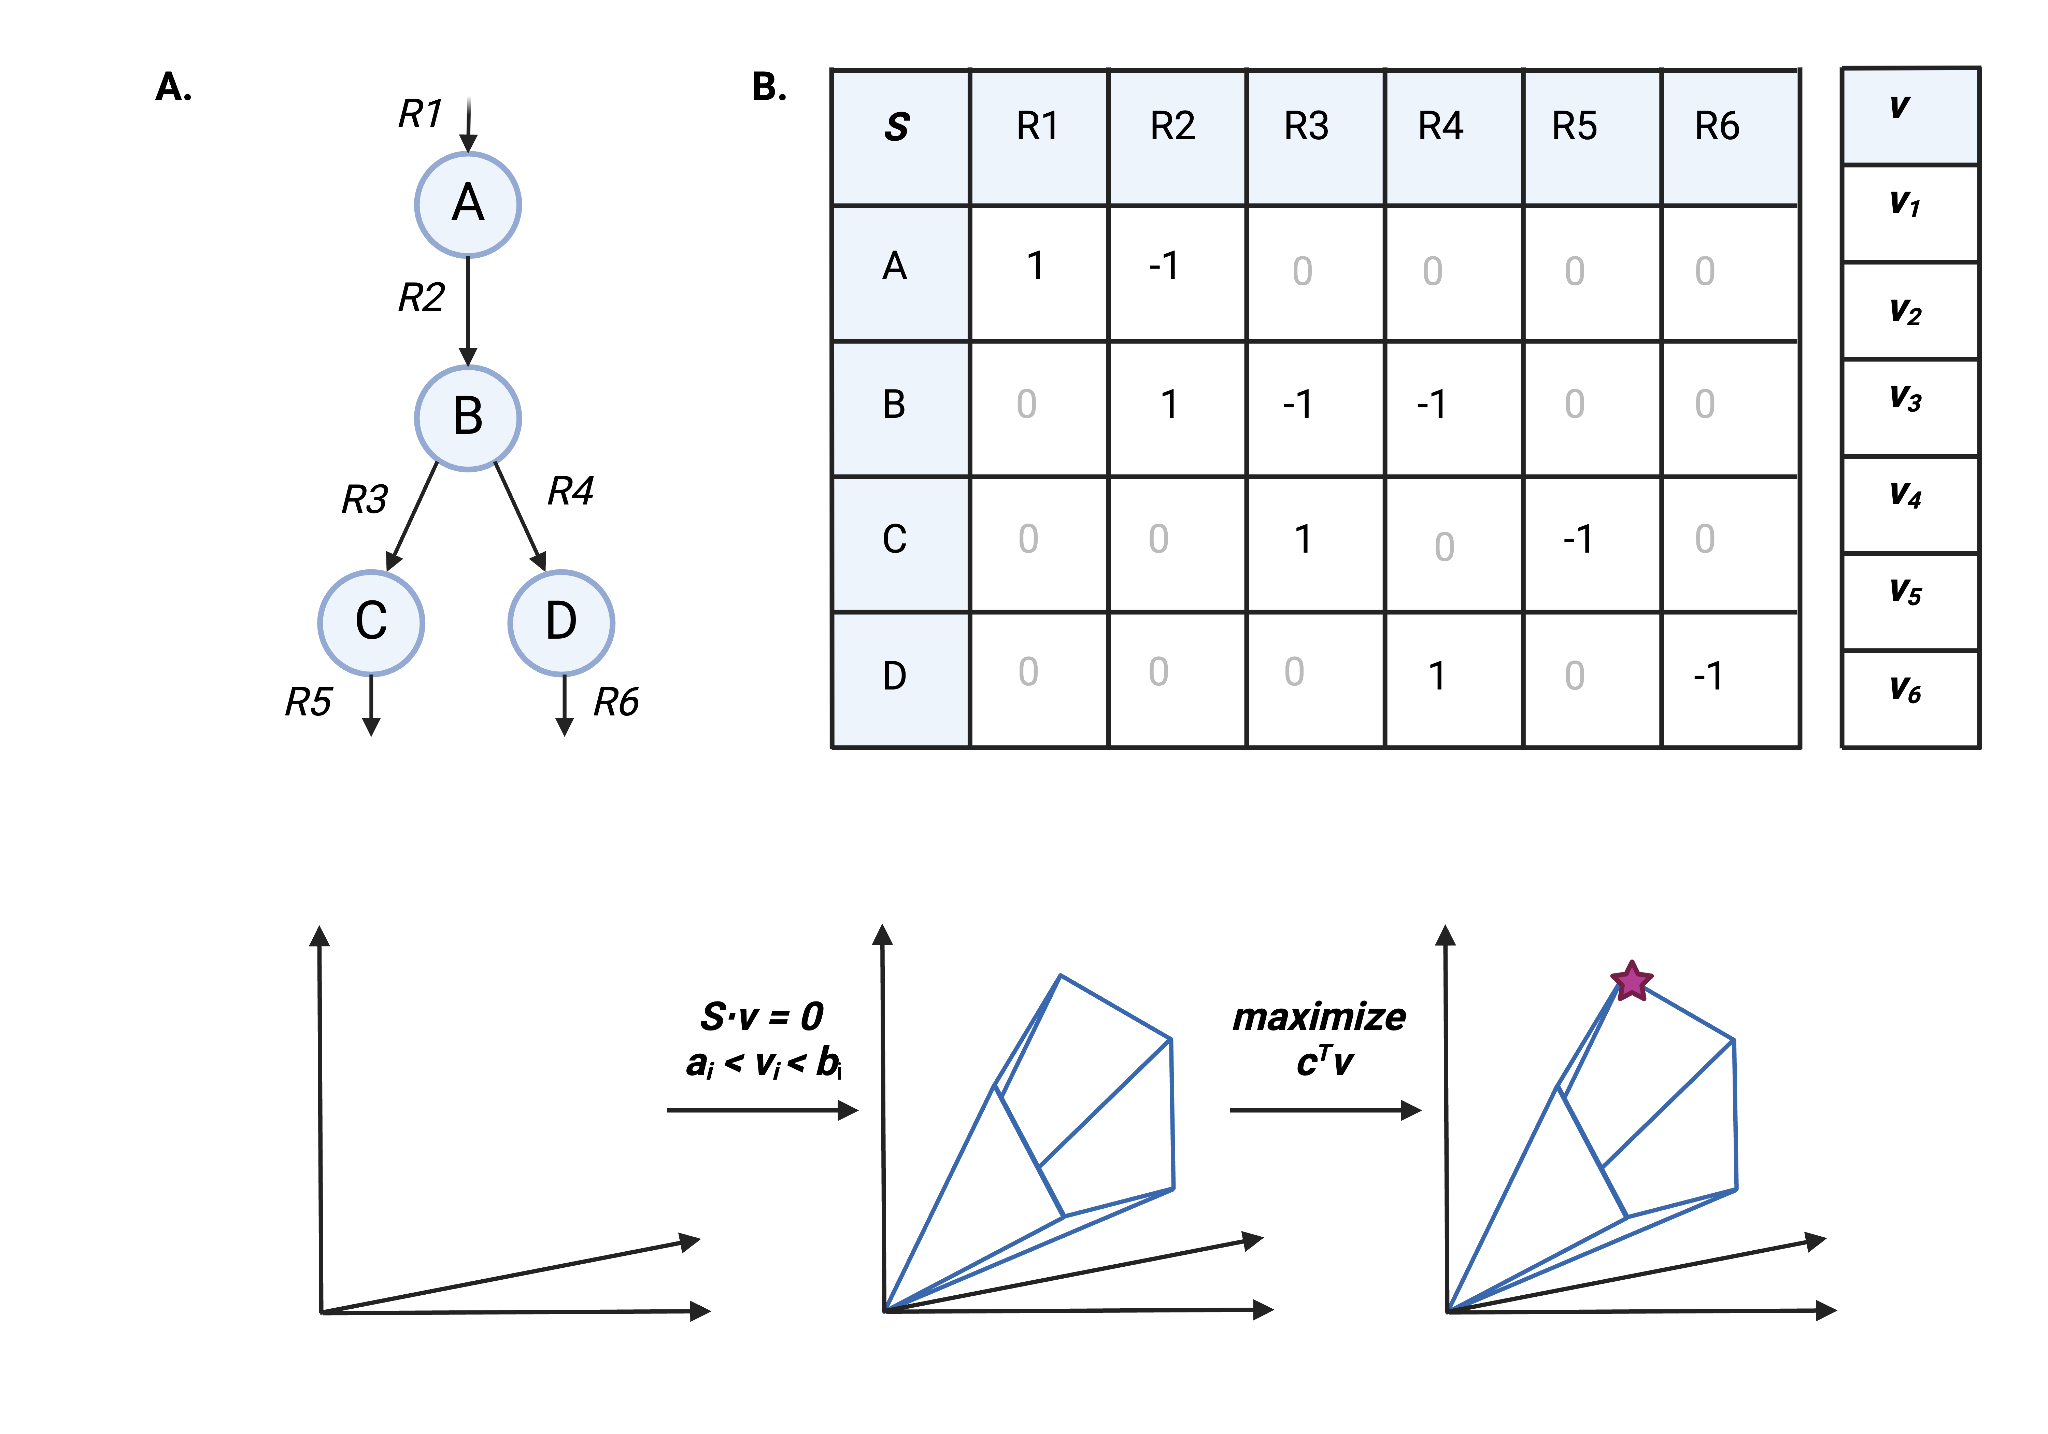 A.
R1
A
R2
B
R3 R4
C D
R5 R6
B.
S R1 R2 R3 R4 R5 R6
A 1 -1 0 0 0 0
B 0 1 -1 -1 0 0
C 0 0 1 0 -1 0
D 0 0 0 1 0 -1
v
v₁
v₂
v₃
v₄
v₅
v₆
S·v = 0
aᵢ < vᵢ < bᵢ
maximize
cᵀv